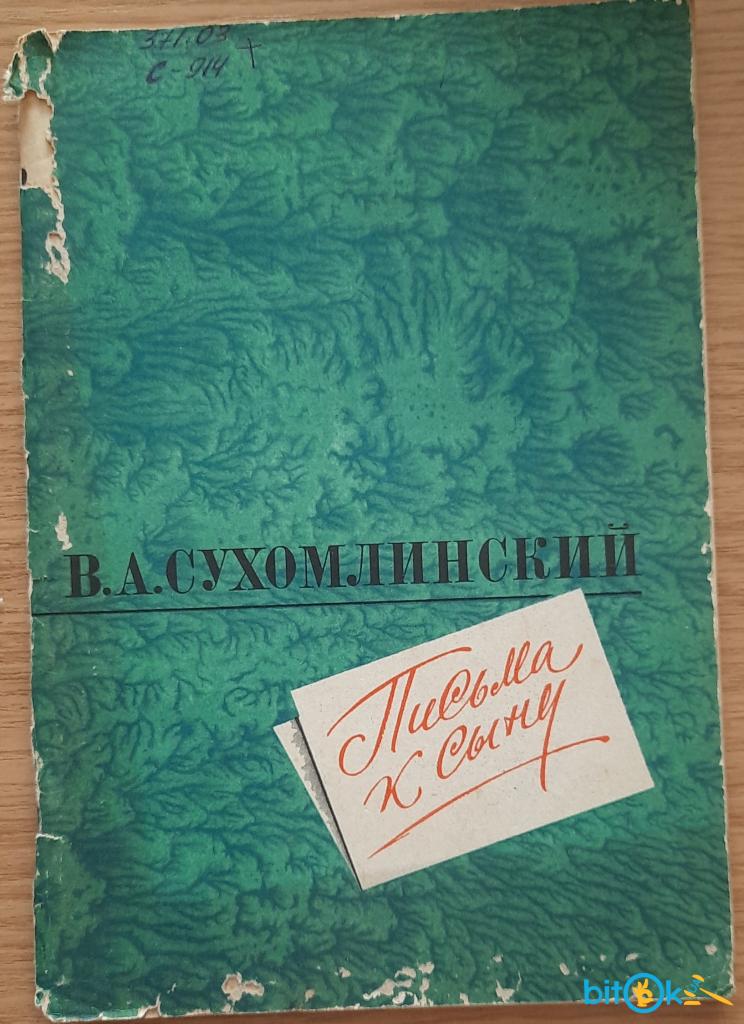 371.03
С-914
В.А.СУХОМЛИНСКИЙ
Письма
к сыну
bitok